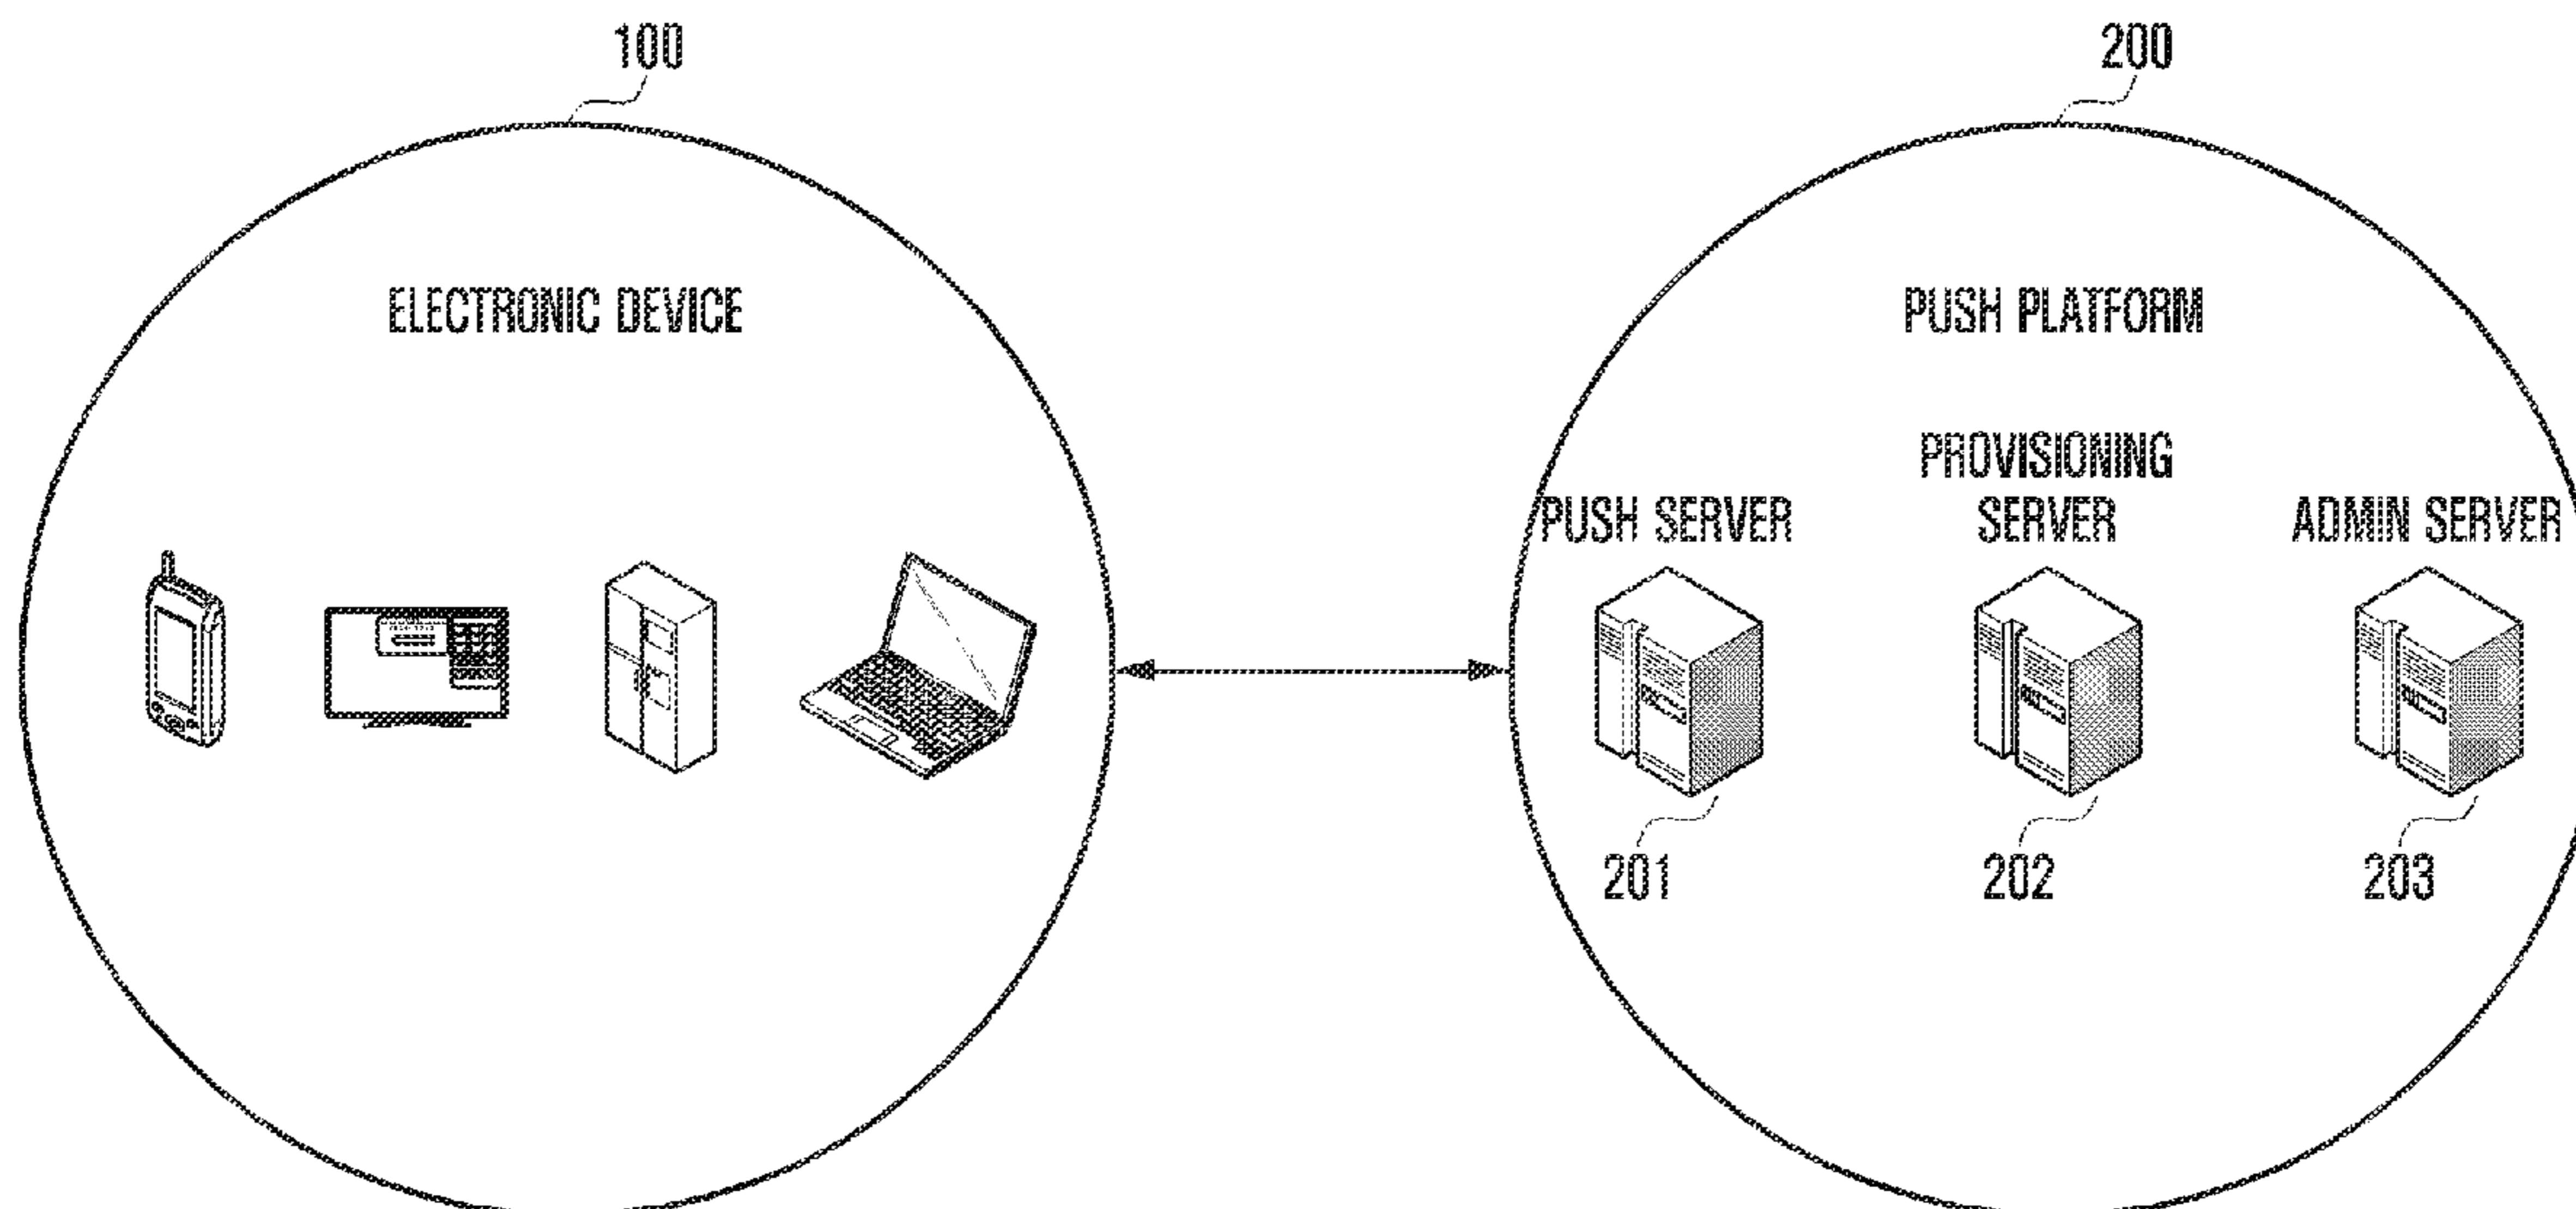 100
200
ELECTRONIC DEVICE
PUSH PLATFORM
PUSH SERVER
PROVISIONING
SERVER
ADMIN SERVER
201
202
203